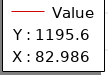 Value
Y : 1195.6
X : 82.986